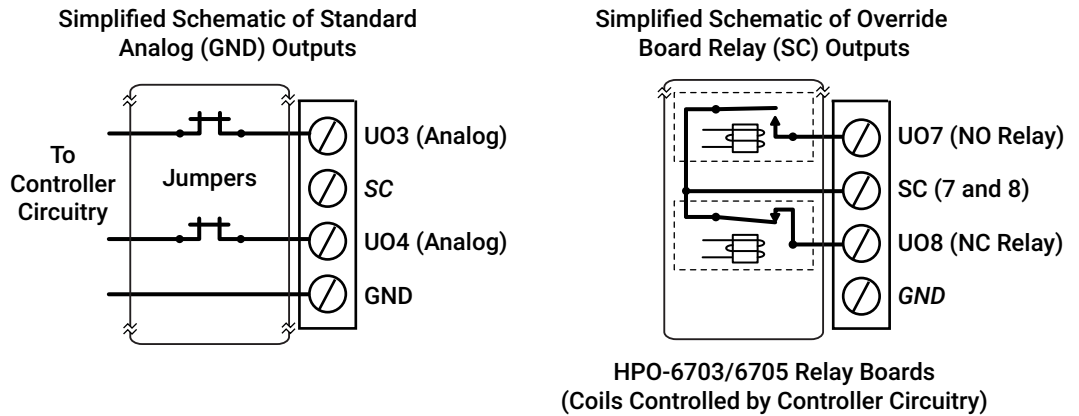 Simplified Schematic of Standard
Analog (GND) Outputs
To
Controller
Circuitry
Jumpers
UO3 (Analog)
SC
UO4 (Analog)
GND
Simplified Schematic of Override
Board Relay (SC) Outputs
UO7 (NO Relay)
SC (7 and 8)
UO8 (NC Relay)
GND
HPO-6703/6705 Relay Boards
(Coils Controlled by Controller Circuitry)